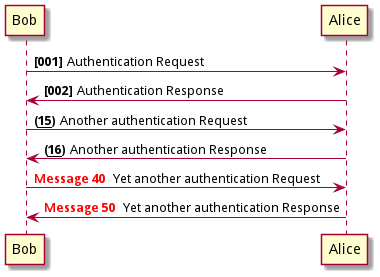 Bob Alice
[001] Authentication Request
[002] Authentication Response
(15) Another authentication Request
(16) Another authentication Response
Message 40 Yet another authentication Request
Message 50 Yet another authentication Response
Bob Alice